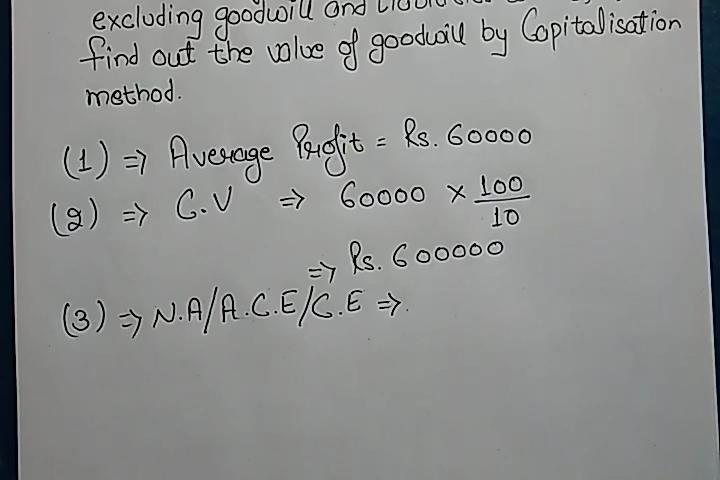 excluding goodwill and
find out the value of goodwill by Capitalisation
method.
(1) => Average Profit = Rs. 60000
(2) => C.V => 60000 × 100/10
=> Rs. 600000
(3) => N.A/A.C.E/C.E =>